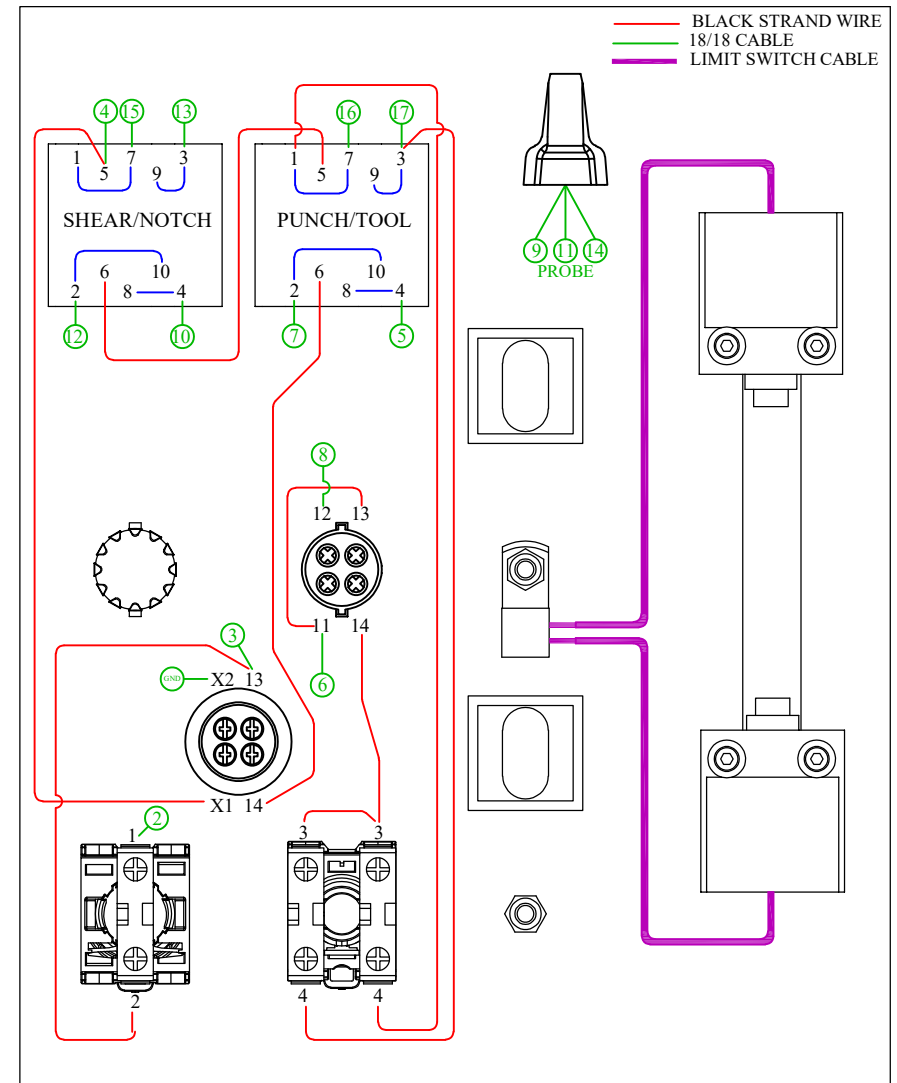 BLACK STRAND WIRE
18/18 CABLE
LIMIT SWITCH CABLE
4 15 13
1 5 7 9 3
SHEAR/NOTCH
2 6 8 10 4
12 10
16 17
1 5 7 9 3
PUNCH/TOOL
2 6 8 10 4
7 5
9 11 14
PROBE
8
12 13
11 14
6
3
GND X2 13
X1 14
2
1
2
3 3
4 4